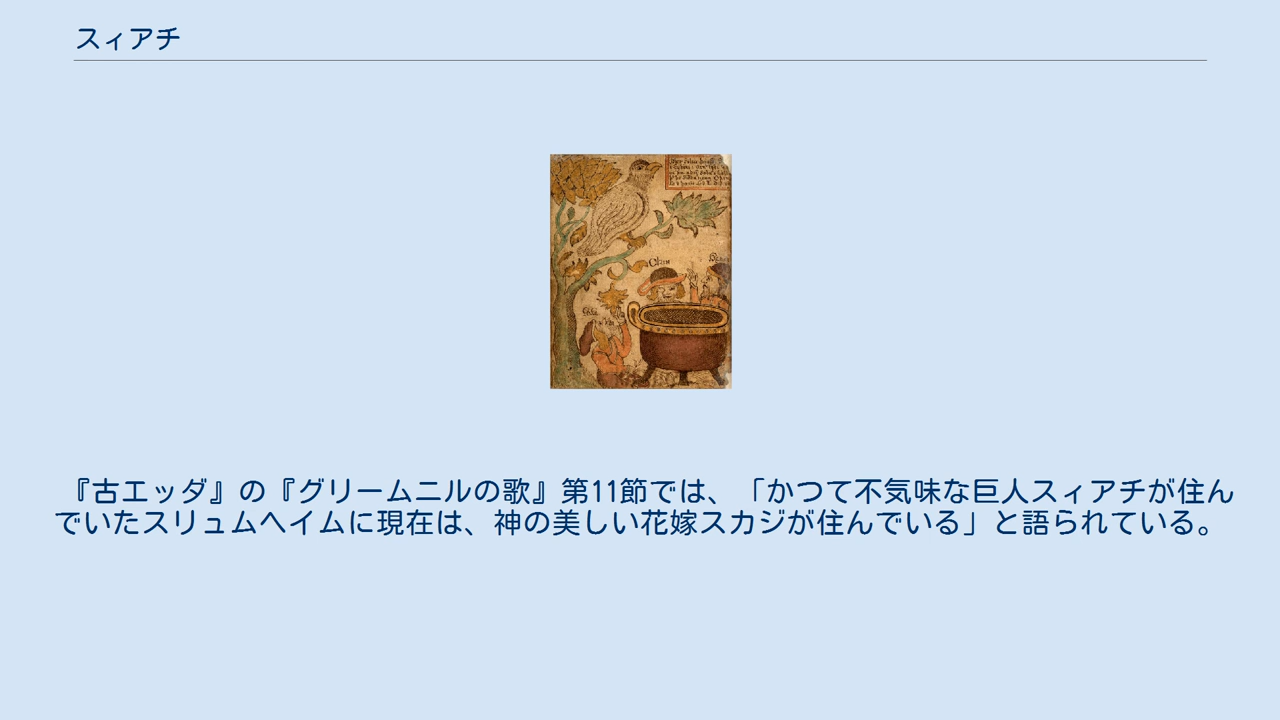 スィアチ
『古エッダ』の『グリームニルの歌』第11節では、「かつて不気味な巨人スィアチが住ん
でいたスリュムヘイムに現在は、神の美しい花嫁スカジが住んでいる」と語られている。